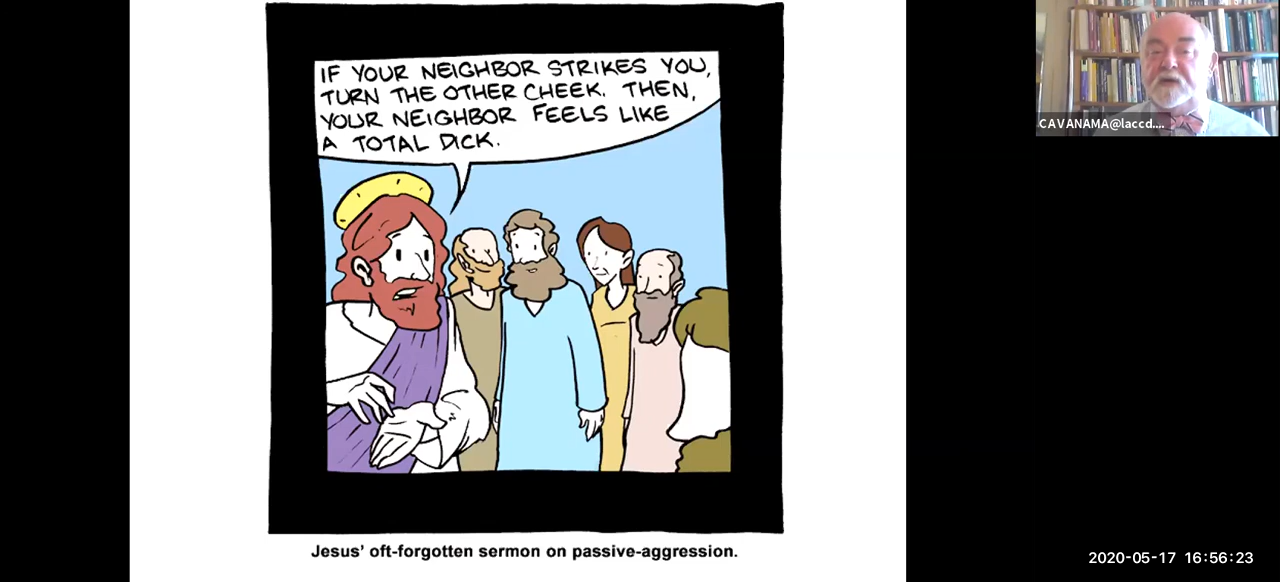 IF YOUR NEIGHBOR STRIKES YOU,
TURN THE OTHER CHEEK. THEN,
YOUR NEIGHBOR FEELS LIKE
A TOTAL DICK.
CAVANAMA@laccd....
Jesus' oft-forgotten sermon on passive-aggression.
2020-05-17 16:56:23